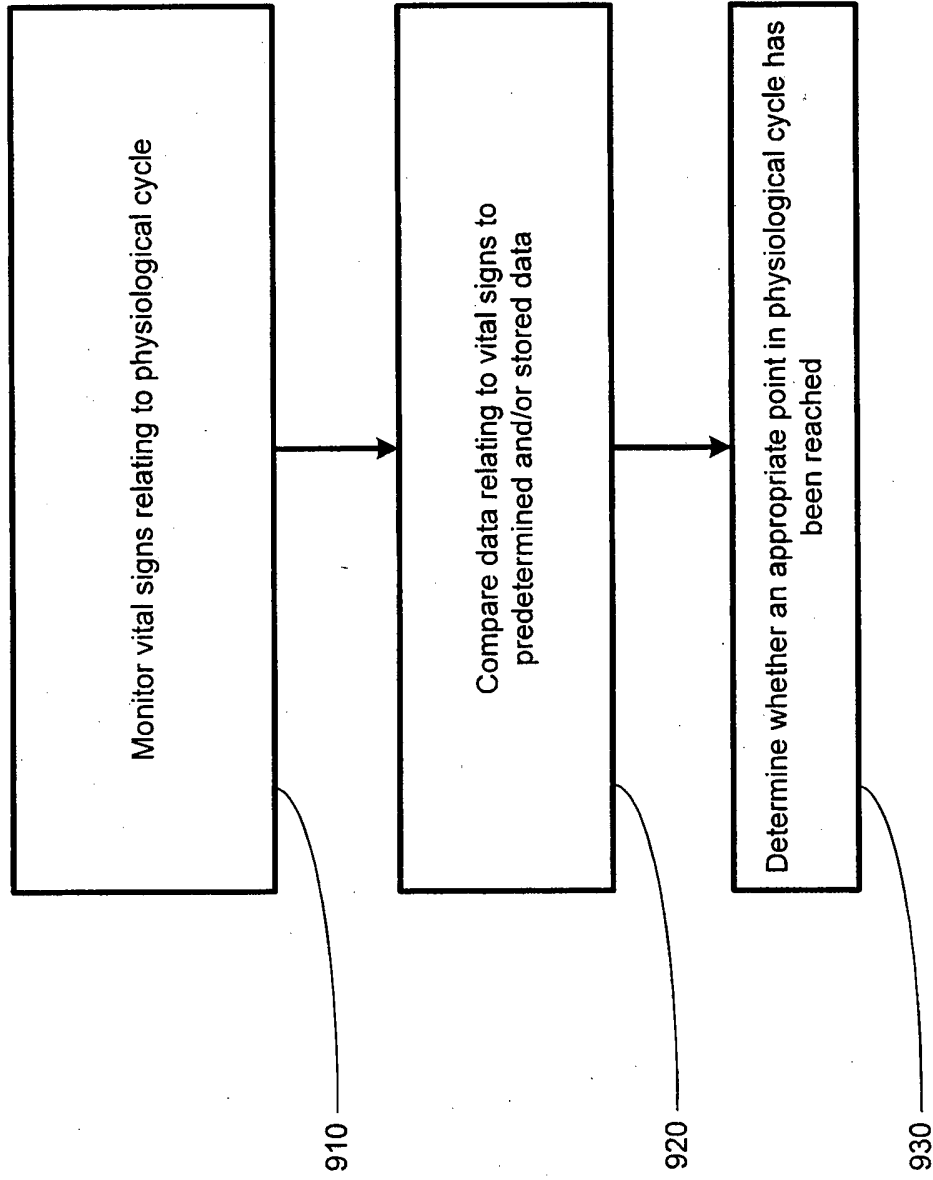 Monitor vital signs relating to physiological cycle
910
Compare data relating to vital signs to
predetermined and/or stored data
920
Determine whether an appropriate point in physiological cycle has
been reached
930